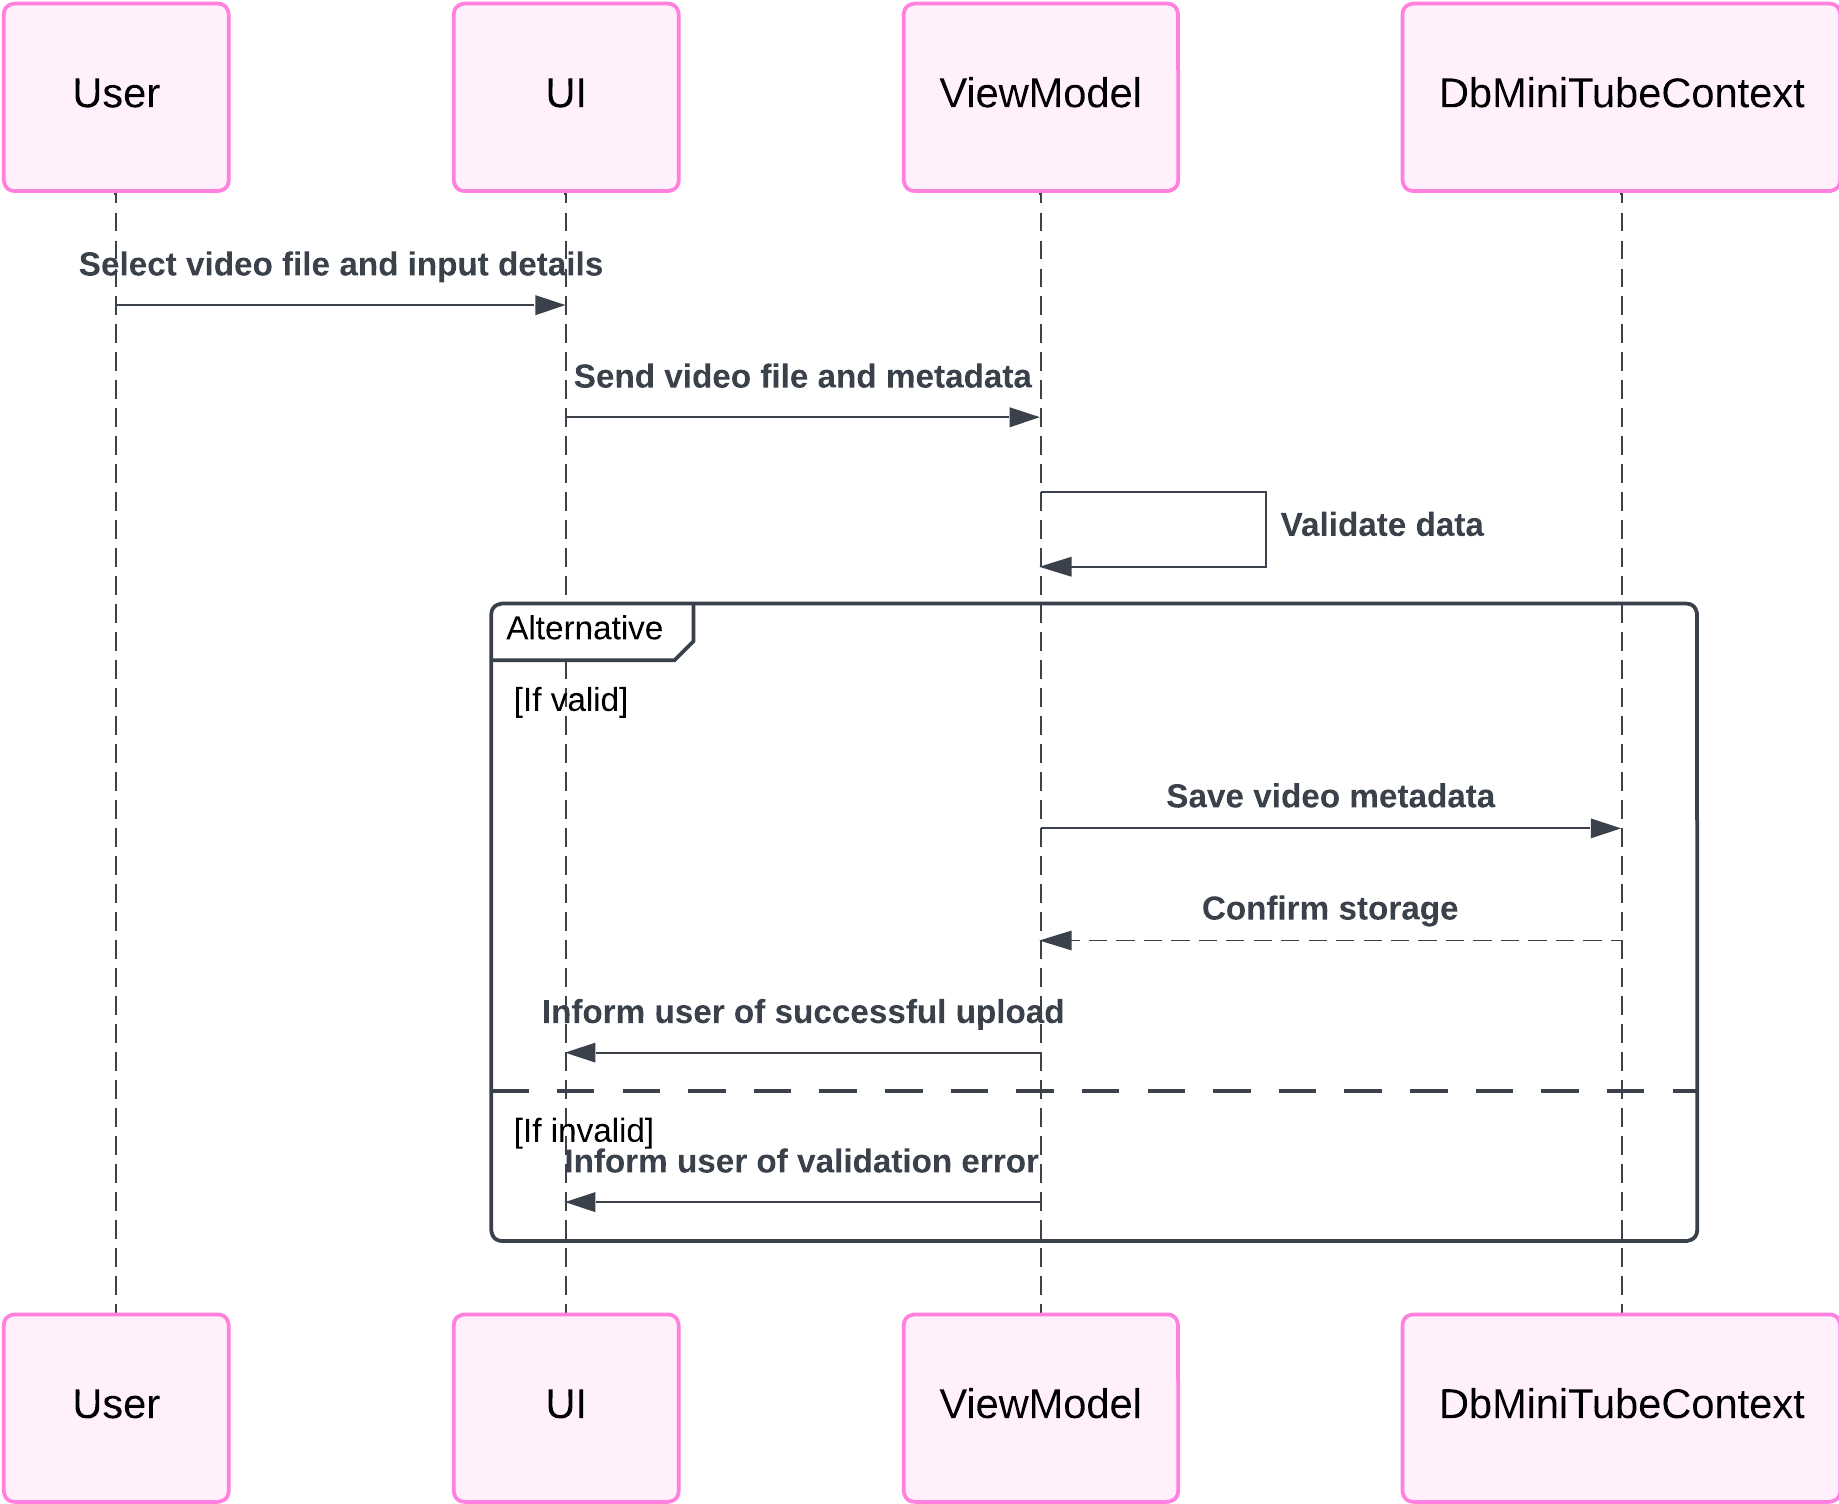 User
UI
ViewModel
DbMiniTubeContext
Select video file and input details
Send video file and metadata
Validate data
Alternative
[If valid]
Save video metadata
Confirm storage
Inform user of successful upload
[If invalid]
Inform user of validation error
User
UI
ViewModel
DbMiniTubeContext